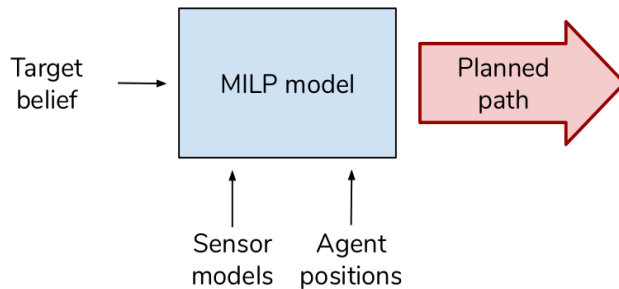 Target
belief
MILP model
Planned
path
Sensor
models
Agent
positions